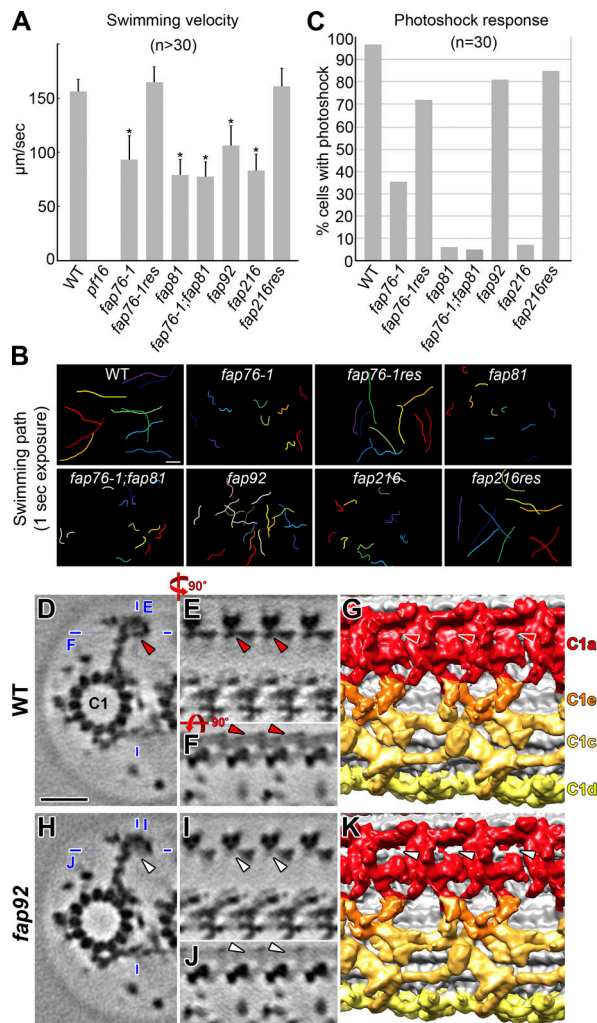 A
Swimming velocity
(n>30)
µm/sec
150
100
50
0
WT
pf16
fap76-1
fap76-1res
fap81
fap76-1;fap81
fap92
fap216
fap216res
* * * * *
C
Photoshock response
(n=30)
% cells with photoshock
100
90
80
70
60
50
40
30
20
10
0
WT
fap76-1
fap76-1res
fap81
fap76-1;fap81
fap92
fap216
fap216res
B
Swimming path
(1 sec exposure)
WT fap76-1 fap76-1res fap81
fap76-1;fap81 fap92 fap216 fap216res
WT
D
E
F
C1
90°
E
90°
F
G
C1a
C1e
C1c
C1d
fap92
H
I
J
I
J
K